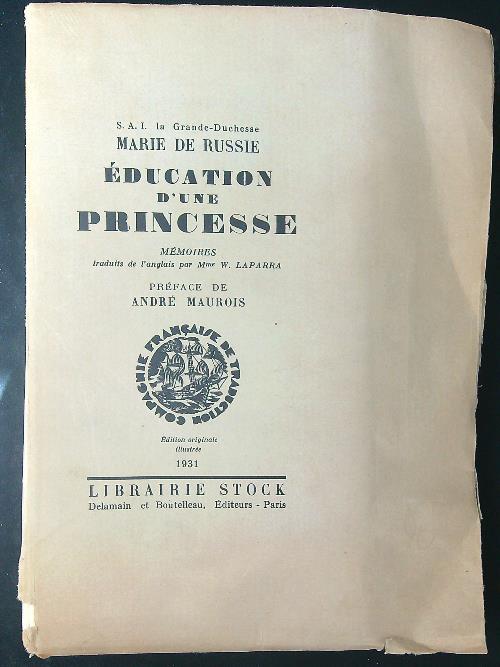 S. A. I. la Grande-Duchesse
MARIE DE RUSSIE
ÉDUCATION
D'UNE
PRINCESSE
MÉMOIRES
traduits de l'anglais par Mme W. LAPARRA
PRÉFACE DE
ANDRÉ MAUROIS
COMPAGNIE FRANÇAISE DE TRADUCTION
Édition originale
illustrée
1931
LIBRAIRIE STOCK
Delamain et Boutelleau, Éditeurs - Paris